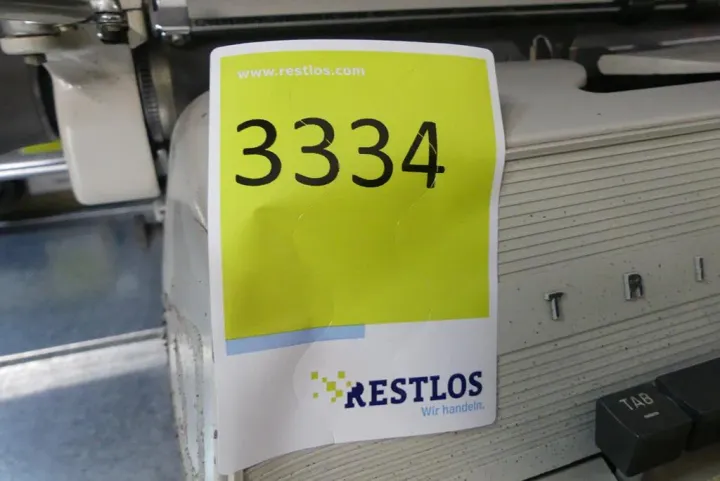 www.restlos.com
3334
RESTLOS
Wir handeln.
T R I
TAB